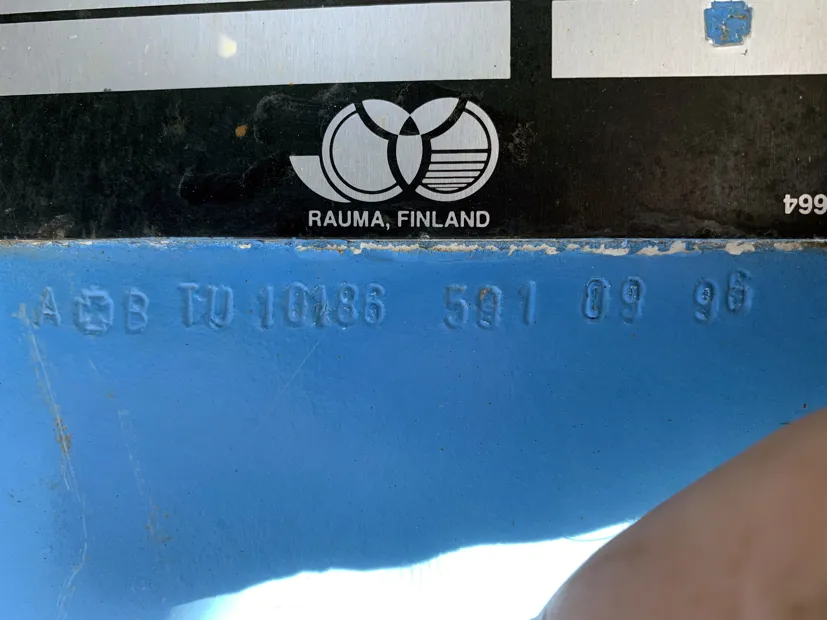 RAUMA, FINLAND
664
A B TU 10186 591 09 96